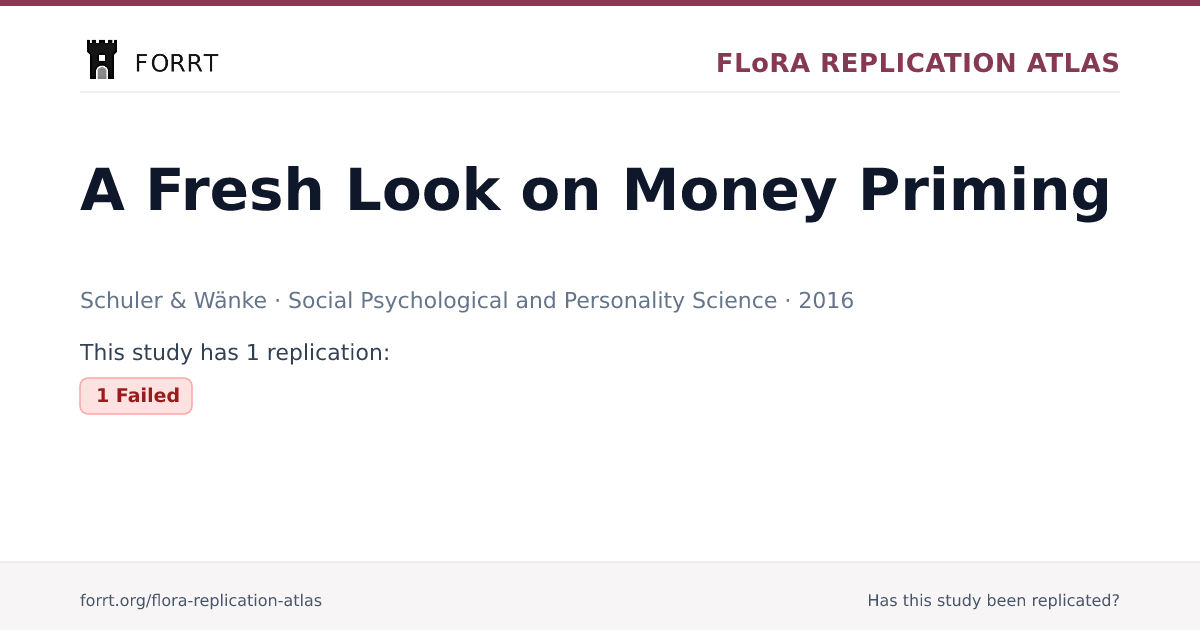 FORRT
FLoRA REPLICATION ATLAS
A Fresh Look on Money Priming
Schuler & Wänke · Social Psychological and Personality Science · 2016
This study has 1 replication:
1 Failed
forrt.org/flora-replication-atlas
Has this study been replicated?